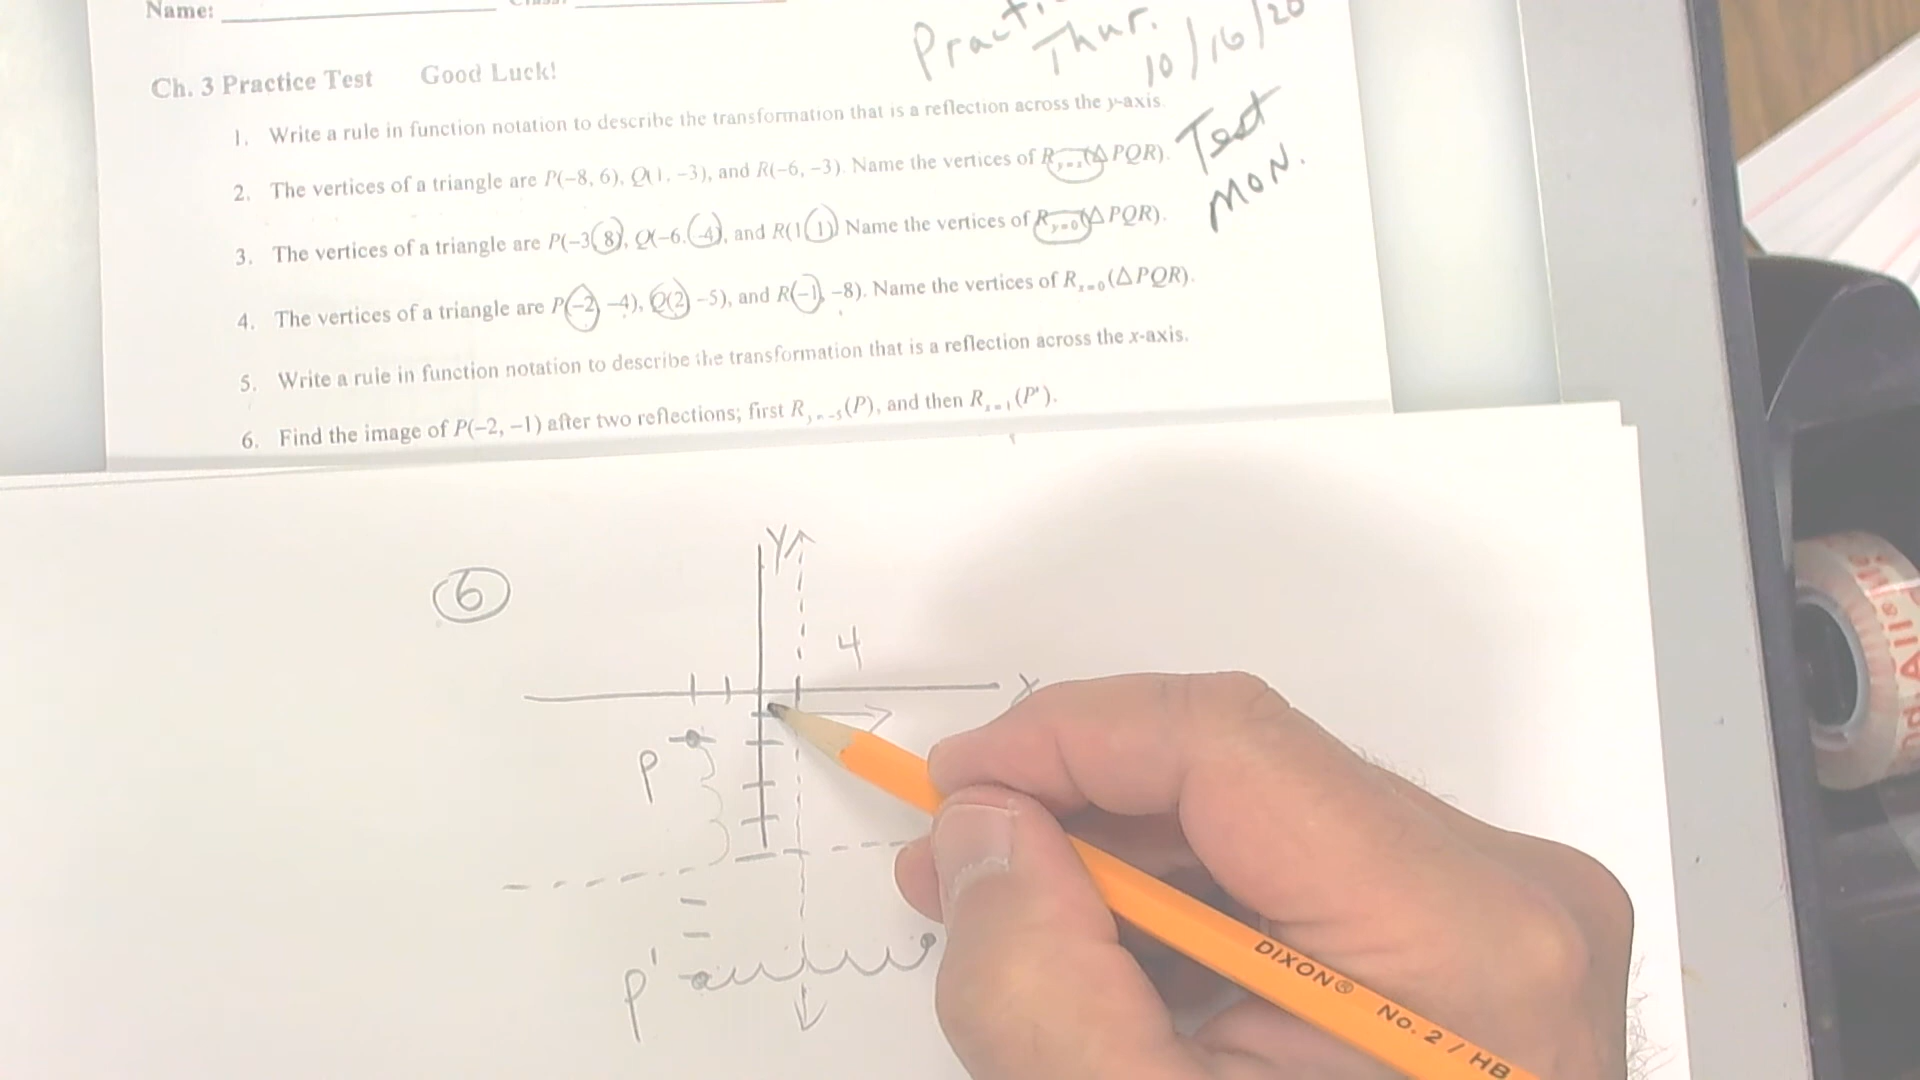 Name:
Practi
Thur.
10/16/20
Ch. 3 Practice Test Good Luck!
1. Write a rule in function notation to describe the transformation that is a reflection across the y-axis.
2. The vertices of a triangle are P(−8, 6), Q(1, −3), and R(−6, −3). Name the vertices of R y=x (△PQR).
Test
MON.
3. The vertices of a triangle are P(−3, 8), Q(−6, −4), and R(1, 1) Name the vertices of R y=0 (△PQR).
4. The vertices of a triangle are P(−2, −4), Q(2, −5), and R(−1, −8). Name the vertices of R x=0 (△PQR).
5. Write a rule in function notation to describe the transformation that is a reflection across the x-axis.
6. Find the image of P(−2, −1) after two reflections; first R y=−5 (P), and then R x=1 (P').
6
Y
4
X
P
P'
DIXON® No. 2 / HB